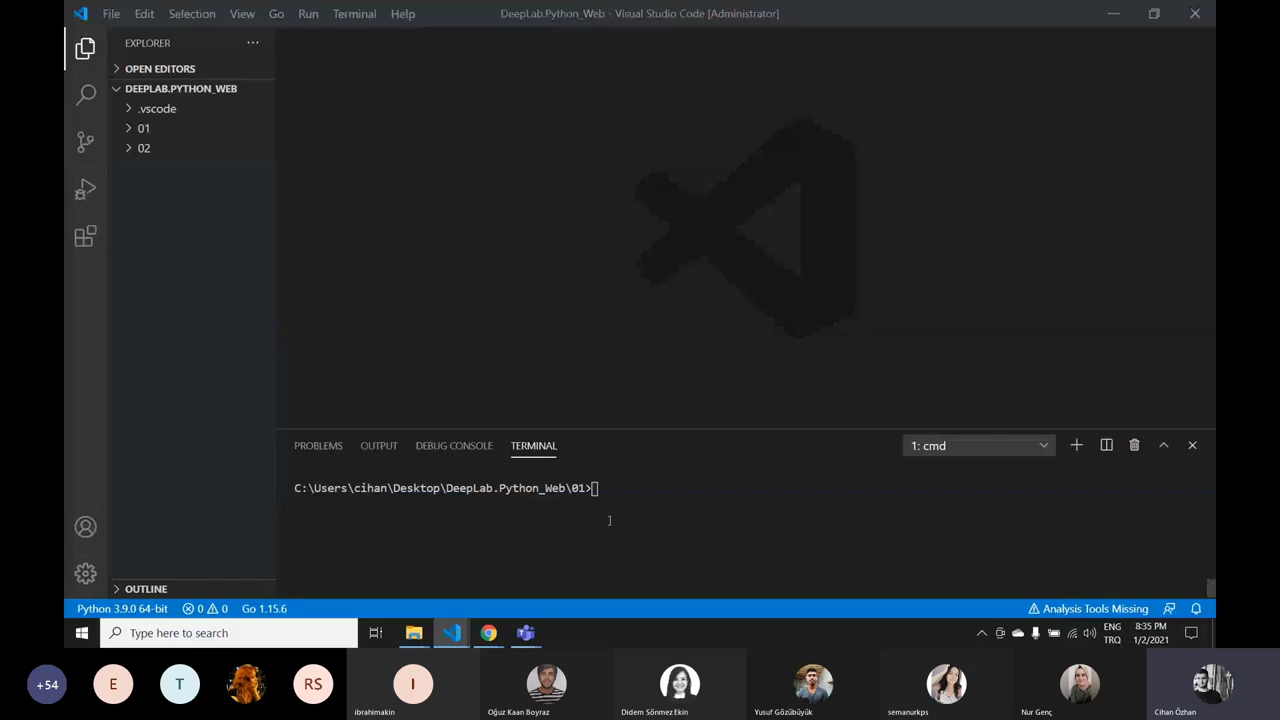 File Edit Selection View Go Run Terminal Help DeepLab.Python_Web - Visual Studio Code [Administrator]
EXPLORER
OPEN EDITORS
DEEPLAB.PYTHON_WEB
.vscode
01
02
OUTLINE
PROBLEMS OUTPUT DEBUG CONSOLE TERMINAL 1: cmd
C:\Users\cihan\Desktop\DeepLab.Python_Web\01>
Python 3.9.0 64-bit 0 0 Go 1.15.6 Analysis Tools Missing
Type here to search
ENG
TRQ
8:35 PM
1/2/2021
+54 E T RS I
ibrahimakin Oğuz Kaan Boyraz Didem Sönmez Ekin Yusuf Gözübüyük semanurkps Nur Genç Cihan Özhan